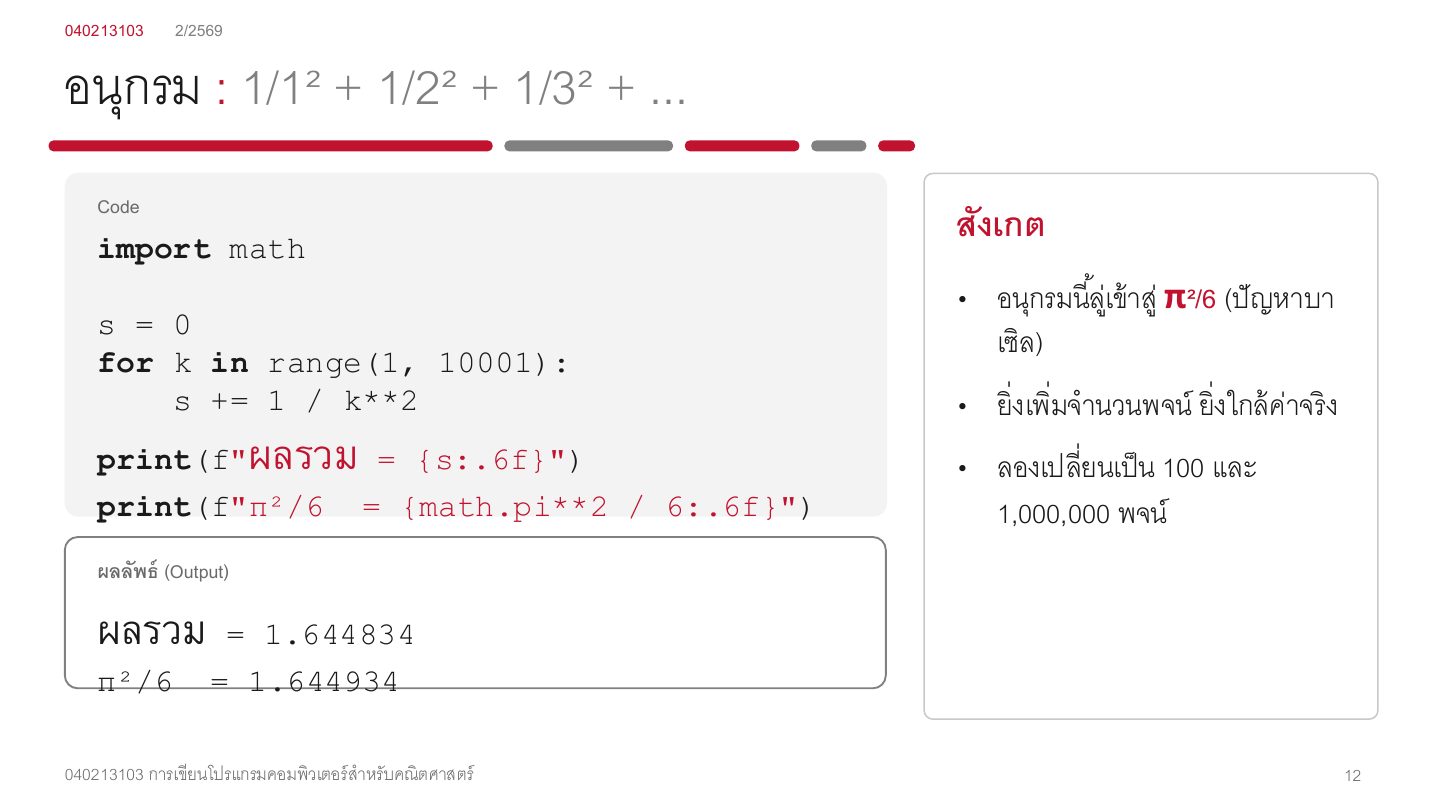 040213103 2/2569
อนุกรม : 1/1² + 1/2² + 1/3² + ...
Code
import math
s = 0
for k in range(1, 10001):
    s += 1 / k**2
print(f"ผลรวม = {s:.6f}")
print(f"π²/6  = {math.pi**2 / 6:.6f}")
ผลลัพธ์ (Output)
ผลรวม = 1.644834
π²/6  = 1.644934
สังเกต
• อนุกรมนี้ลู่เข้าสู่ π²/6 (ปัญหาบา
เซิล)
• ยิ่งเพิ่มจำนวนพจน์ ยิ่งใกล้ค่าจริง
• ลองเปลี่ยนเป็น 100 และ
1,000,000 พจน์
040213103 การเขียนโปรแกรมคอมพิวเตอร์สำหรับคณิตศาสตร์ 12